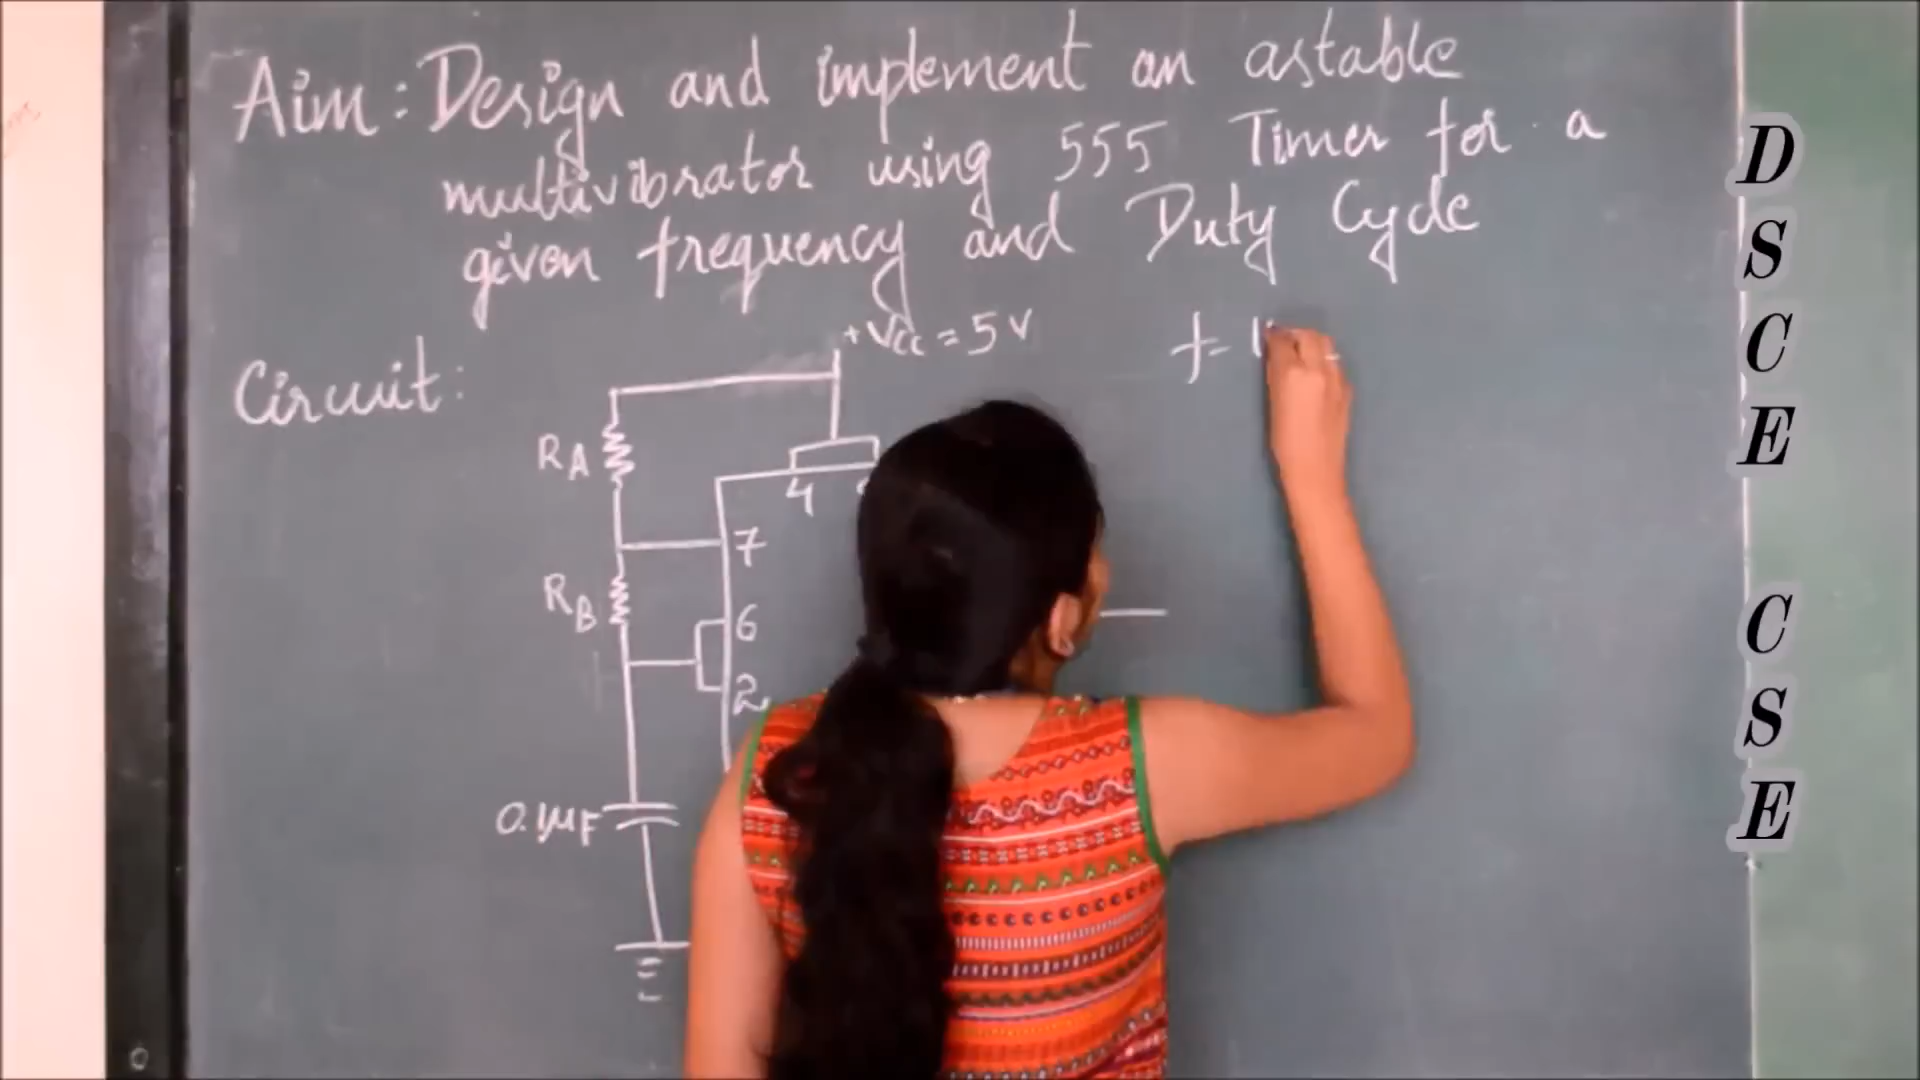 Aim: Design and implement an astable
multivibrator using 555 Timer for a
given frequency and Duty Cycle
+Vcc = 5V
f=
Circuit:
RA
4
7
RB
6
2
0.1µF
D
S
C
E
C
S
E